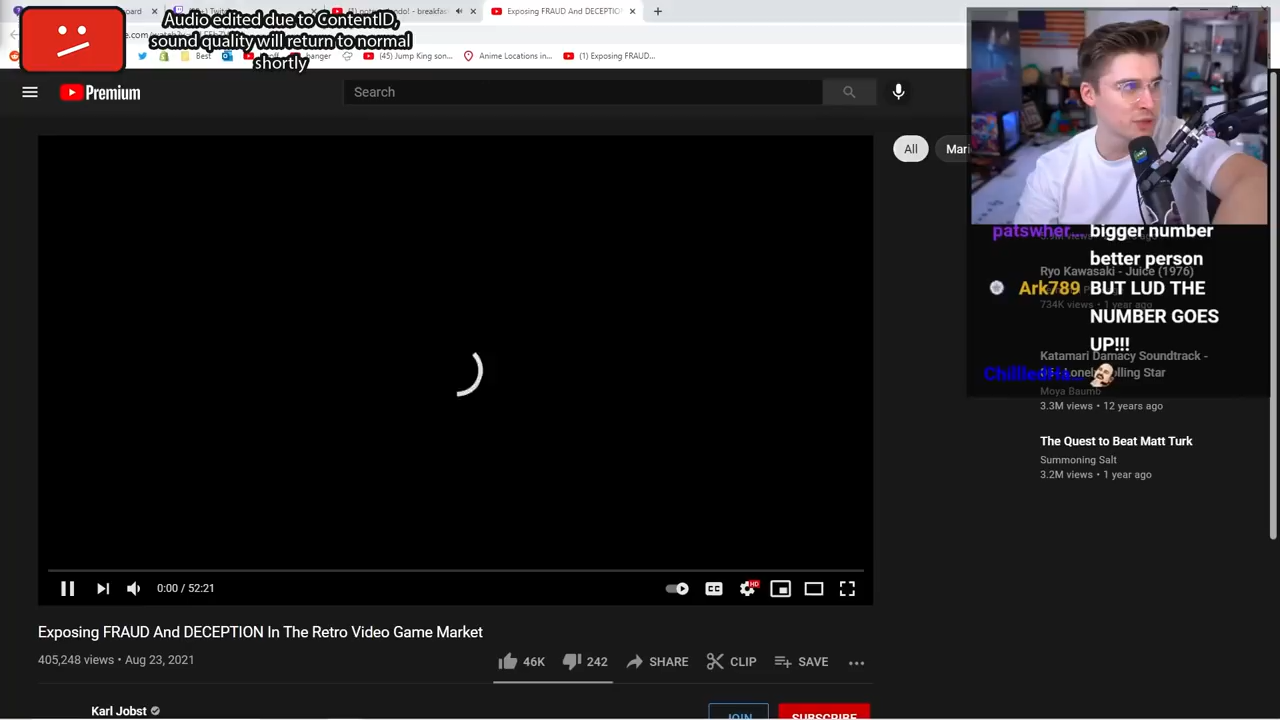 Exposing FRAUD And DECEPTION
Audio edited due to ContentID,
sound quality will return to normal
shortly
Best
(45) Jump King son...
Anime Locations in...
(1) Exposing FRAUD...
Premium
Search
All
patswher... bigger number
better person
Ryo Kawasaki - Juice (1976)
Ark789 BUT LUD THE
734K views • 1 year ago
NUMBER GOES
UP!!!
Katamari Damacy Soundtrack -
Rolling Star
Moya Baumb
3.3M views • 12 years ago
The Quest to Beat Matt Turk
Summoning Salt
3.2M views • 1 year ago
0:00 / 52:21
CC
HD
Exposing FRAUD And DECEPTION In The Retro Video Game Market
405,248 views • Aug 23, 2021
46K 242 SHARE CLIP SAVE
Karl Jobst
JOIN SUBSCRIBE